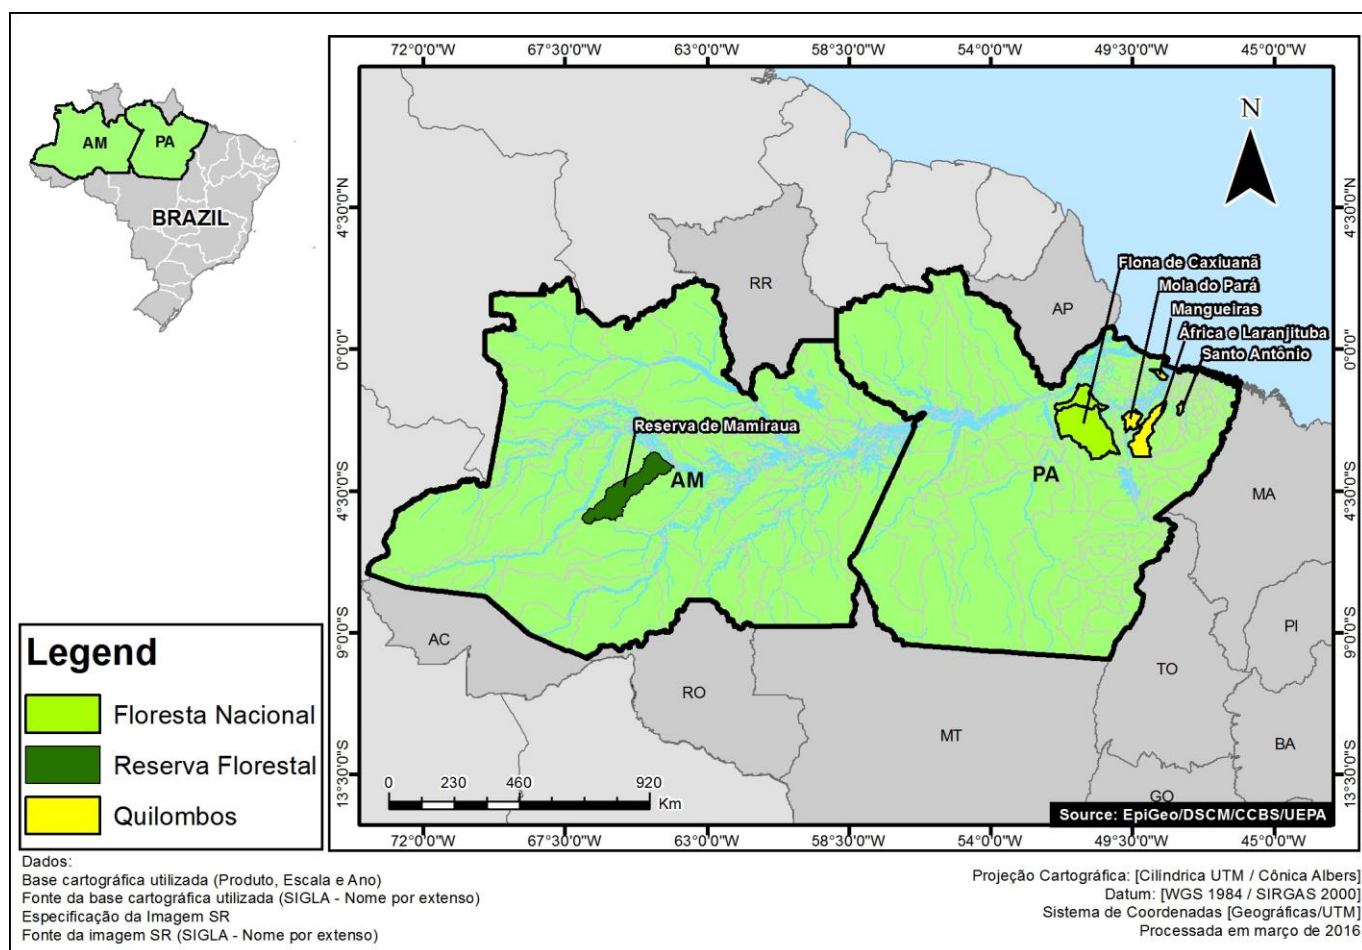 AM
PA
BRAZIL
72°0'0"W
67°30'0"W
63°0'0"W
58°30'0"W
54°0'0"W
49°30'0"W
45°0'0"W
N
4°30'0"N
4°30'0"N
Flona de Caxiuanã
Mola do Pará
Mangueiras
África e Laranjituba
Santo Antônio
RR
AP
0°0'0"
0°0'0"
Reserva de Mamiraua
AM
PA
4°30'0"S
4°30'0"S
MA
AC
RO
MT
TO
PI
BA
GO
9°0'0"S
9°0'0"S
13°30'0"S
13°30'0"S
0 230 460 920
Km
Source: EpiGeo/DSCM/CCBS/UEPA
72°0'0"W
67°30'0"W
63°0'0"W
58°30'0"W
54°0'0"W
49°30'0"W
45°0'0"W
Legend
Floresta Nacional
Reserva Florestal
Quilombos
Dados:
Base cartográfica utilizada (Produto, Escala e Ano)
Fonte da base cartográfica utilizada (SIGLA - Nome por extenso)
Especificação da Imagem SR
Fonte da imagem SR (SIGLA - Nome por extenso)
Projeção Cartográfica: [Cilíndrica UTM / Cônica Albers]
Datum: [WGS 1984 / SIRGAS 2000]
Sistema de Coordenadas [Geográficas/UTM]
Processada em março de 2016